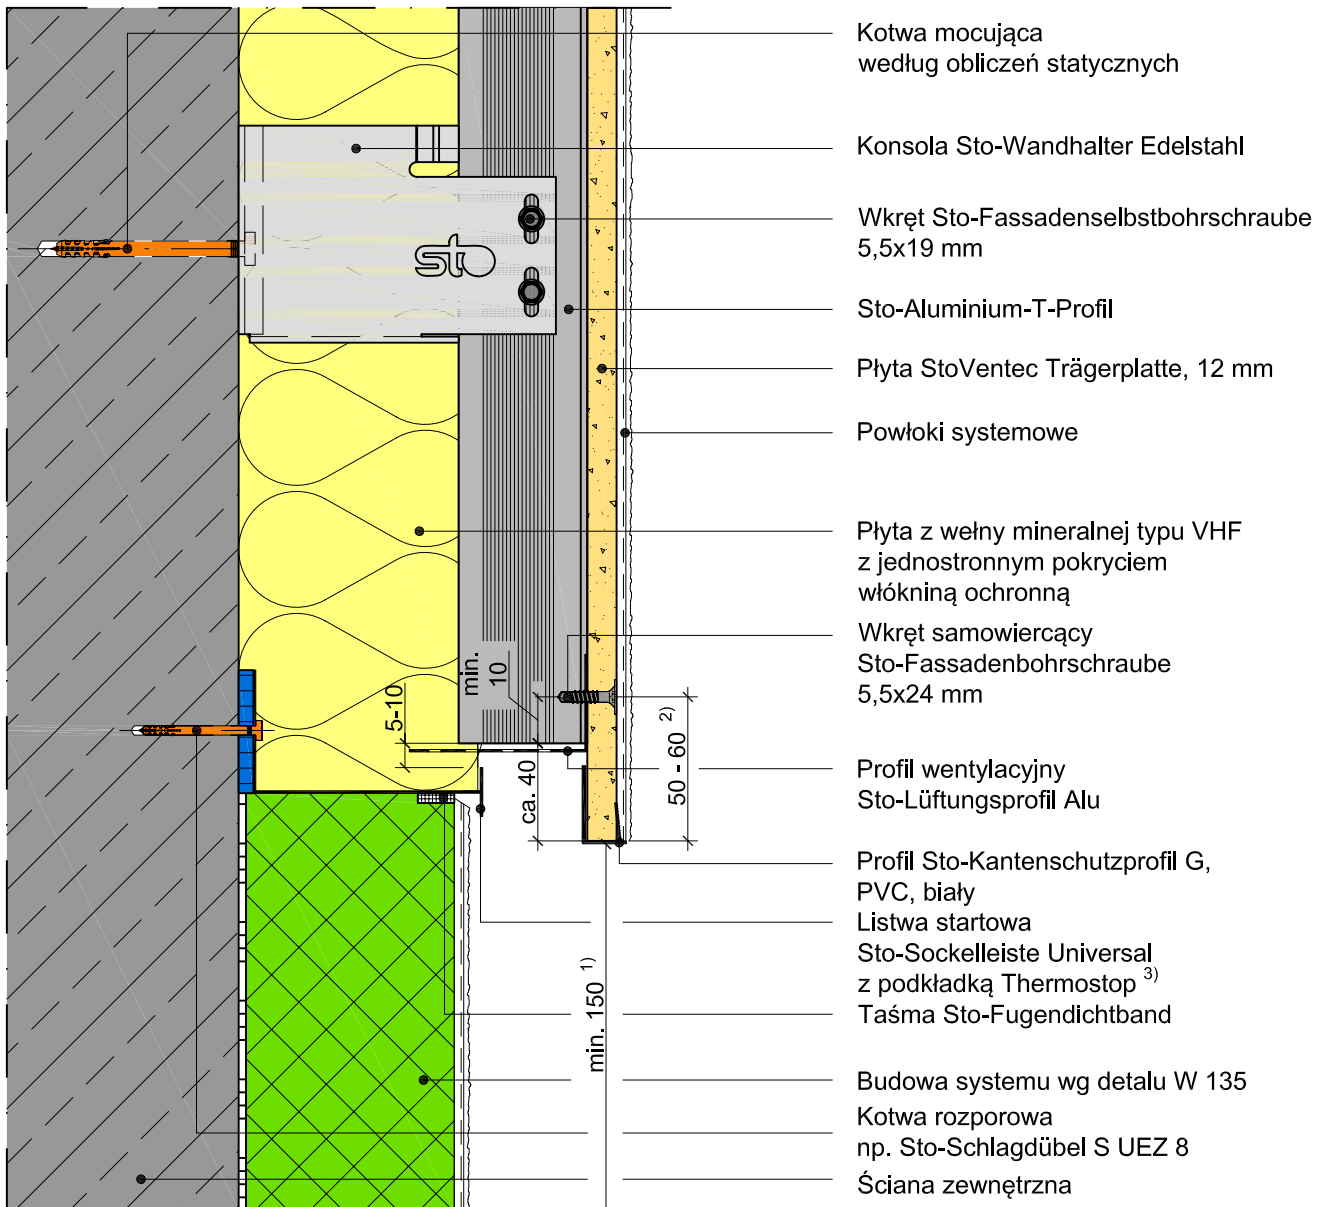 Kotwa mocująca
według obliczeń statycznych
Konsola Sto-Wandhalter Edelstahl
Wkręt Sto-Fassadenselbstbohrschraube
5,5x19 mm
Sto-Aluminium-T-Profil
Płyta StoVentec Trägerplatte, 12 mm
Powłoki systemowe
Płyta z wełny mineralnej typu VHF
z jednostronnym pokryciem
włókniną ochronną
Wkręt samowiercący
Sto-Fassadenbohrschraube
5,5x24 mm
Profil wentylacyjny
Sto-Lüftungsprofil Alu
Profil Sto-Kantenschutzprofil G,
PVC, biały
Listwa startowa
Sto-Sockelleiste Universal
z podkładką Thermostop 3)
Taśma Sto-Fugendichtband
Budowa systemu wg detalu W 135
Kotwa rozporowa
np. Sto-Schlagdübel S UEZ 8
Ściana zewnętrzna
sto
min.
10
5-10
ca. 40
50 - 60 2)
min. 150 1)